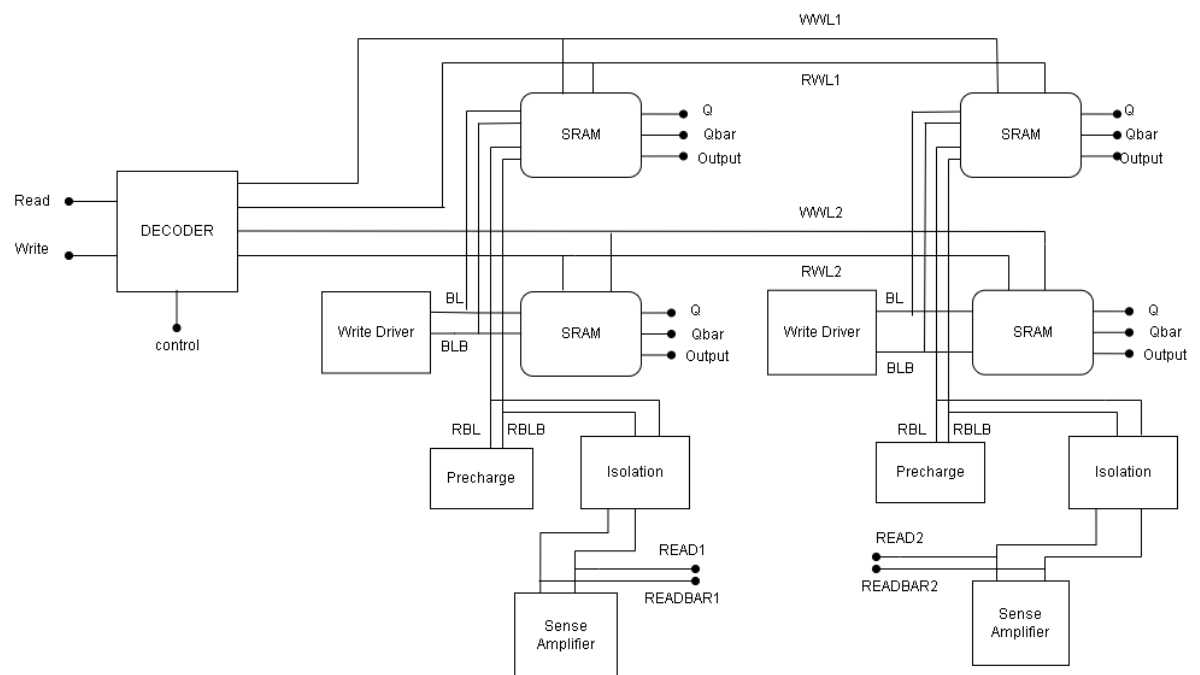 WWL1
RWL1
Q
SRAM
Qbar
Output
Q
SRAM
Qbar
Output
Read
DECODER
Write
WWL2
RWL2
control
BL
Write Driver
BLB
SRAM
Q
Qbar
Output
BL
Write Driver
BLB
SRAM
Q
Qbar
Output
RBL
RBLB
Precharge
Isolation
RBL
RBLB
Precharge
Isolation
READ1
READBAR1
READ2
READBAR2
Sense
Amplifier
Sense
Amplifier